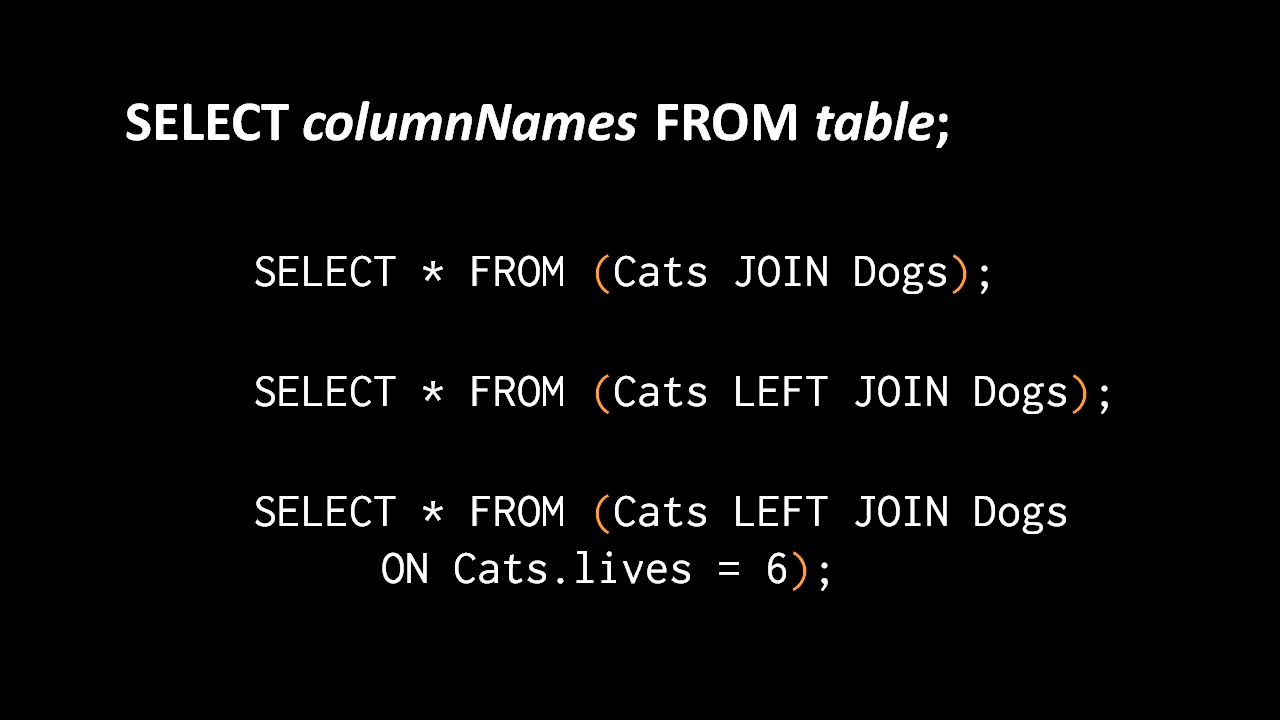 SELECT columnNames FROM table;
SELECT * FROM (Cats JOIN Dogs);
SELECT * FROM (Cats LEFT JOIN Dogs);
SELECT * FROM (Cats LEFT JOIN Dogs
ON Cats.lives = 6);